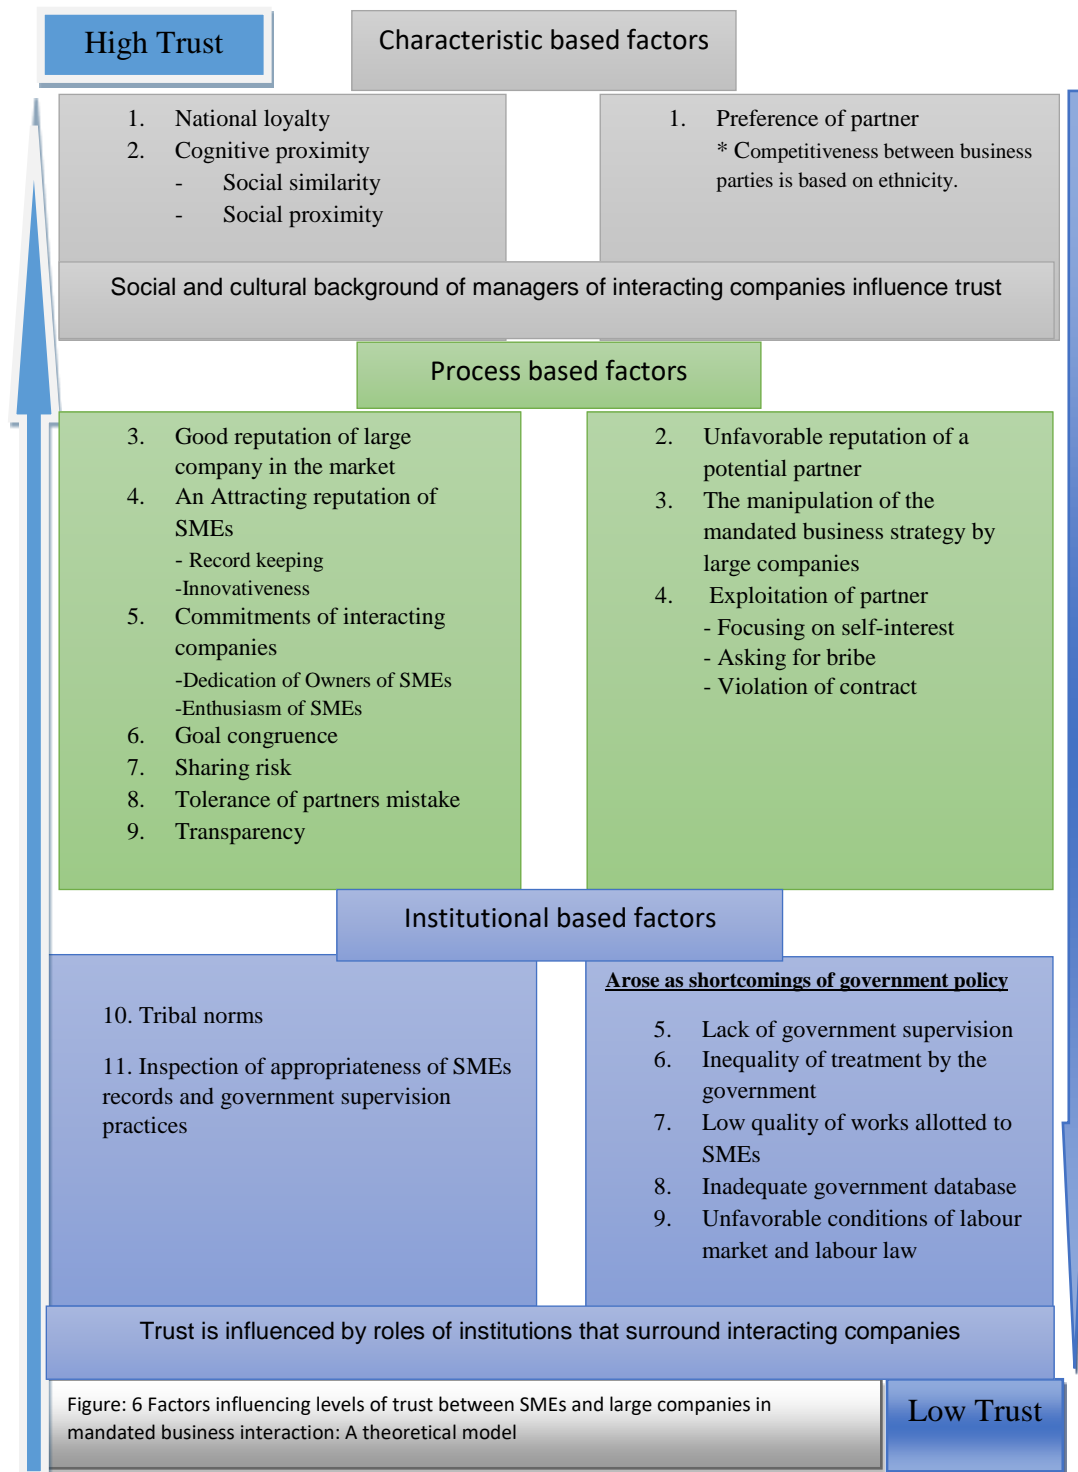 High Trust
Characteristic based factors
1. National loyalty
2. Cognitive proximity
- Social similarity
- Social proximity
1. Preference of partner
* Competitiveness between business
parties is based on ethnicity.
Social and cultural background of managers of interacting companies influence trust
Process based factors
3. Good reputation of large
company in the market
4. An Attracting reputation of
SMEs
- Record keeping
-Innovativeness
5. Commitments of interacting
companies
-Dedication of Owners of SMEs
-Enthusiasm of SMEs
6. Goal congruence
7. Sharing risk
8. Tolerance of partners mistake
9. Transparency
2. Unfavorable reputation of a
potential partner
3. The manipulation of the
mandated business strategy by
large companies
4. Exploitation of partner
- Focusing on self-interest
- Asking for bribe
- Violation of contract
Institutional based factors
10. Tribal norms
11. Inspection of appropriateness of SMEs
records and government supervision
practices
Arose as shortcomings of government policy
5. Lack of government supervision
6. Inequality of treatment by the
government
7. Low quality of works allotted to
SMEs
8. Inadequate government database
9. Unfavorable conditions of labour
market and labour law
Trust is influenced by roles of institutions that surround interacting companies
Figure: 6 Factors influencing levels of trust between SMEs and large companies in
mandated business interaction: A theoretical model
Low Trust